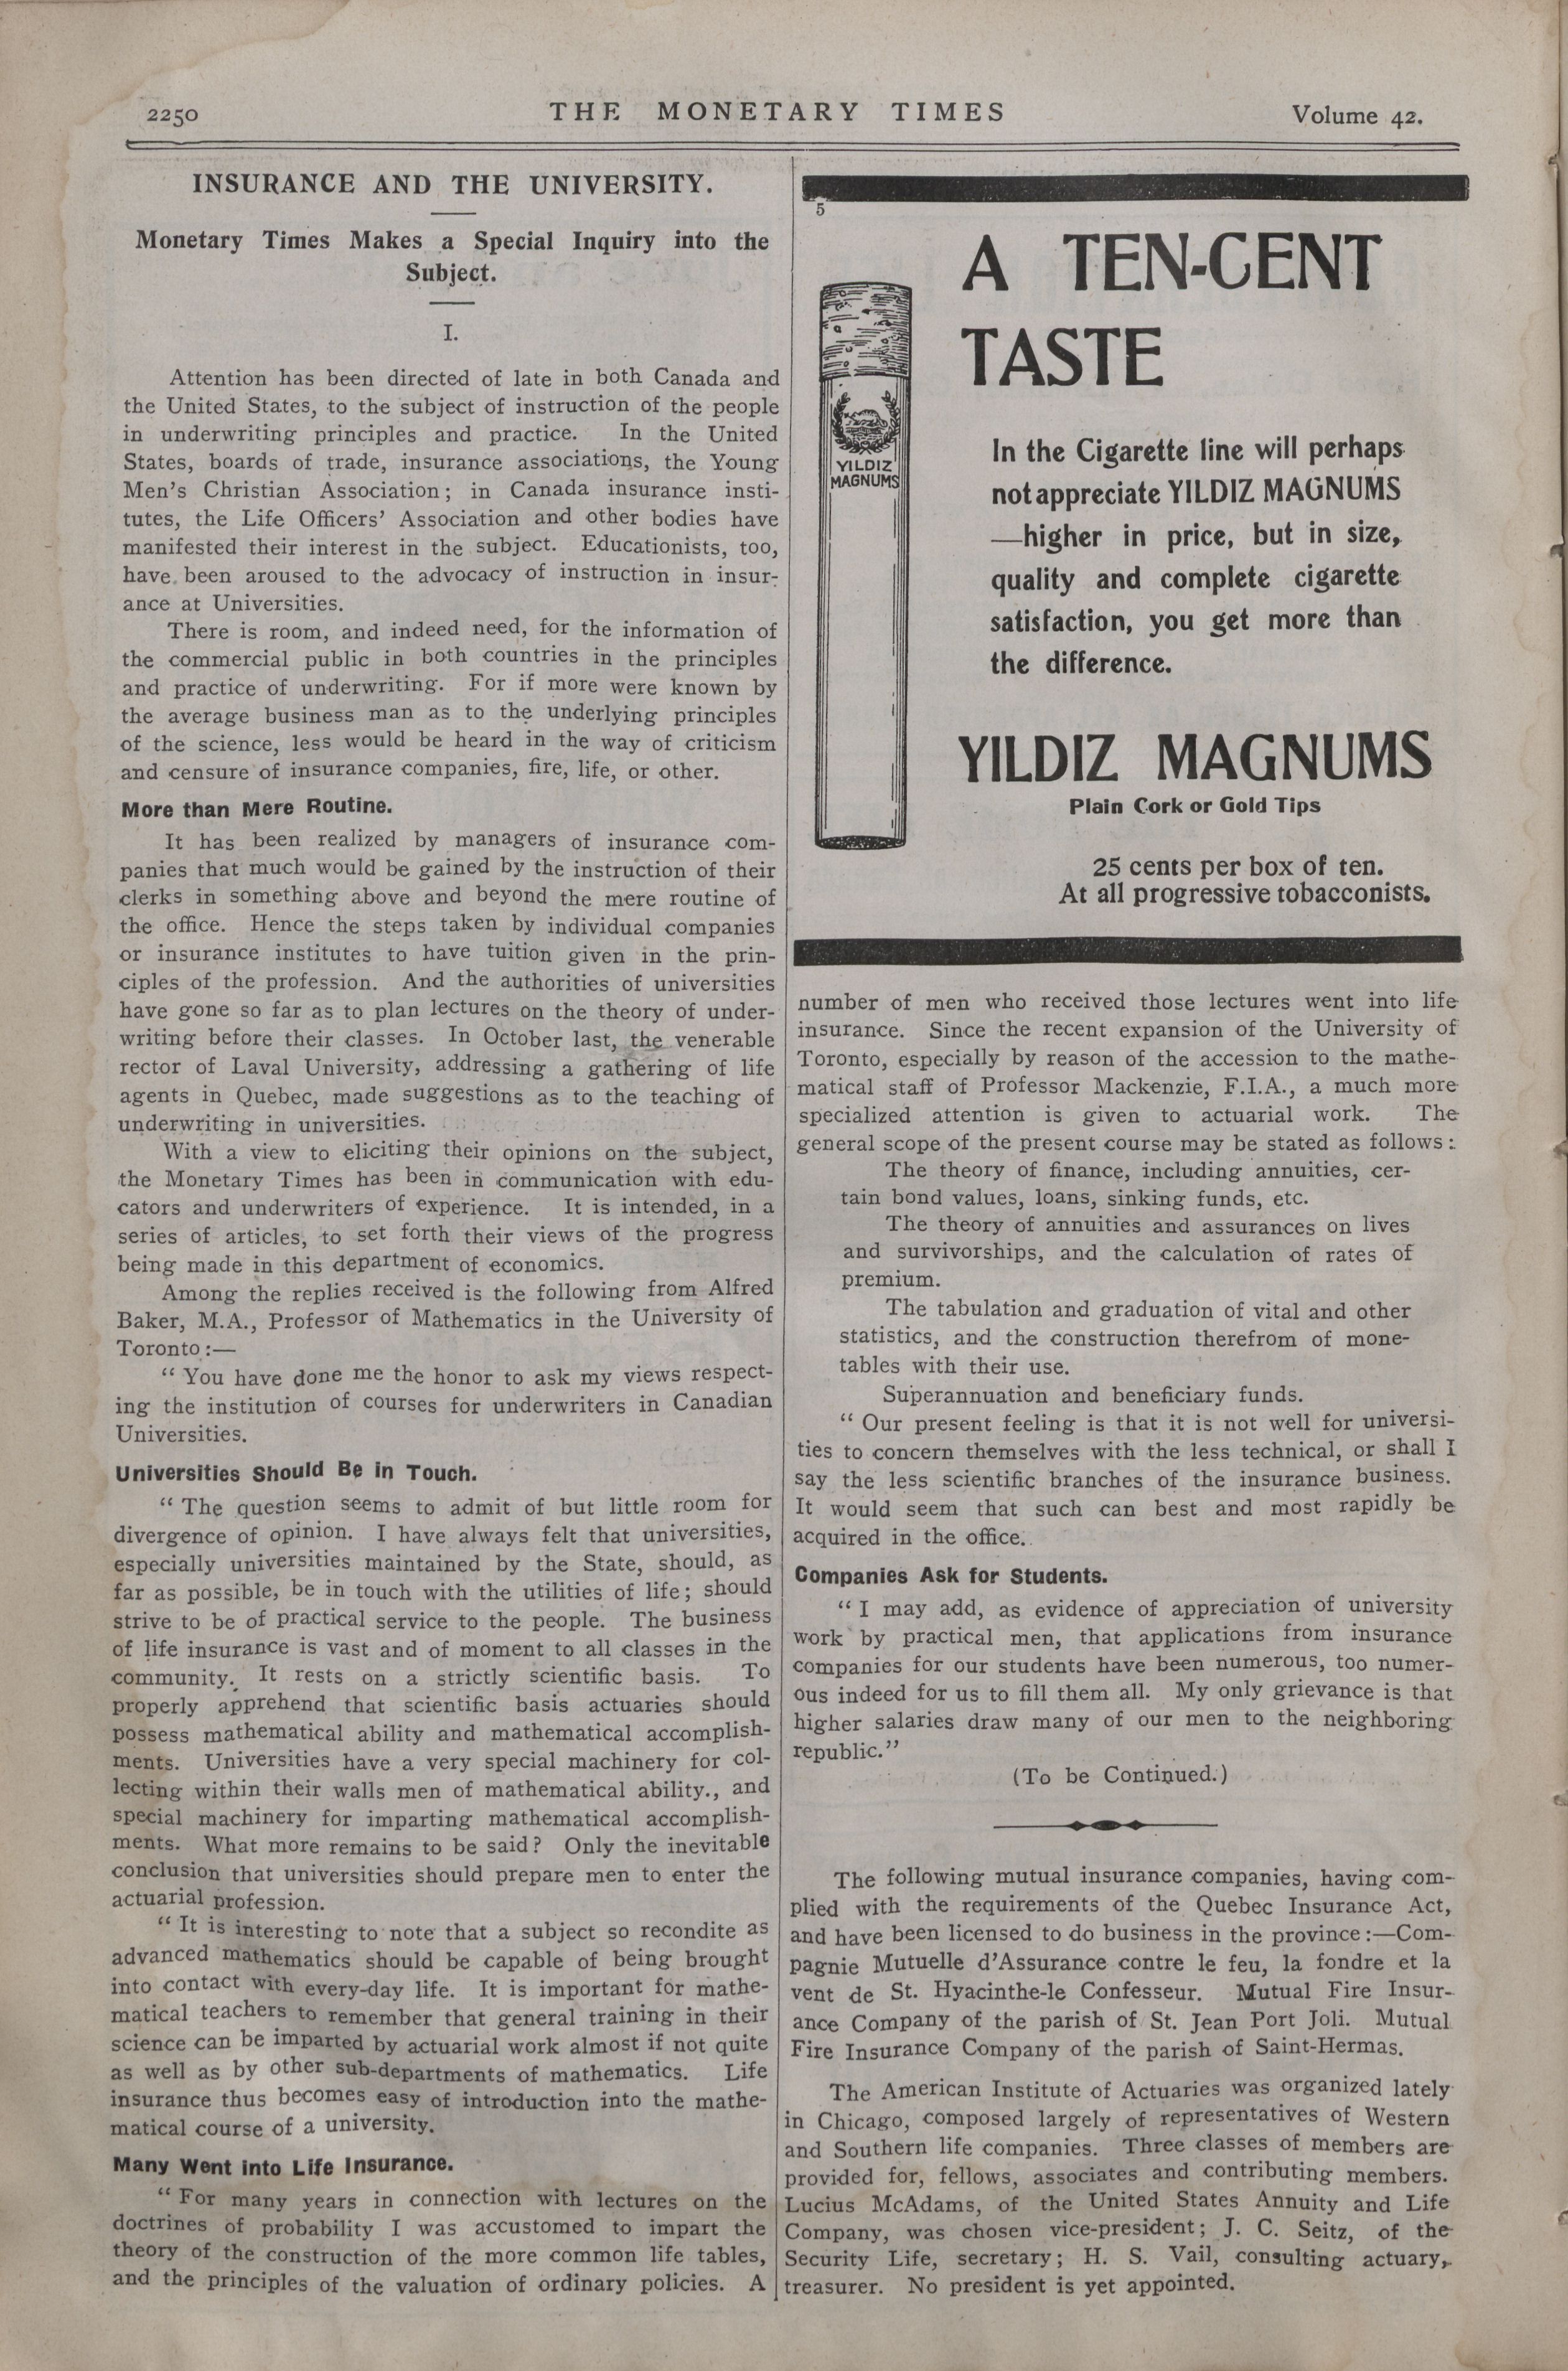 2250
THE MONETARY TIMES
Volume 42.
INSURANCE AND THE UNIVERSITY.
Monetary Times Makes a Special Inquiry into the
Subject.
I.
Attention has been directed of late in both Canada and
the United States, to the subject of instruction of the people
in underwriting principles and practice. In the United
States, boards of trade, insurance associations, the Young
Men's Christian Association; in Canada insurance insti-
tutes, the Life Officers' Association and other bodies have
manifested their interest in the subject. Educationists, too,
have been aroused to the advocacy of instruction in insur-
ance at Universities.
There is room, and indeed need, for the information of
the commercial public in both countries in the principles
and practice of underwriting. For if more were known by
the average business man as to the underlying principles
of the science, less would be heard in the way of criticism
and censure of insurance companies, fire, life, or other.
More than Mere Routine.
It has been realized by managers of insurance com-
panies that much would be gained by the instruction of their
clerks in something above and beyond the mere routine of
the office. Hence the steps taken by individual companies
or insurance institutes to have tuition given in the prin-
ciples of the profession. And the authorities of universities
have gone so far as to plan lectures on the theory of under-
writing before their classes. In October last, the venerable
rector of Laval University, addressing a gathering of life
agents in Quebec, made suggestions as to the teaching of
underwriting in universities.
With a view to eliciting their opinions on the subject,
the Monetary Times has been in communication with edu-
cators and underwriters of experience. It is intended, in a
series of articles, to set forth their views of the progress
being made in this department of economics.
Among the replies received is the following from Alfred
Baker, M.A., Professor of Mathematics in the University of
Toronto:—
"You have done me the honor to ask my views respect-
ing the institution of courses for underwriters in Canadian
Universities.
Universities Should Be in Touch.
"The question seems to admit of but little room for
divergence of opinion. I have always felt that universities,
especially universities maintained by the State, should, as
far as possible, be in touch with the utilities of life; should
strive to be of practical service to the people. The business
of life insurance is vast and of moment to all classes in the
community. It rests on a strictly scientific basis. To
properly apprehend that scientific basis actuaries should
possess mathematical ability and mathematical accomplish-
ments. Universities have a very special machinery for col-
lecting within their walls men of mathematical ability., and
special machinery for imparting mathematical accomplish-
ments. What more remains to be said? Only the inevitable
conclusion that universities should prepare men to enter the
actuarial profession.
"It is interesting to note that a subject so recondite as
advanced mathematics should be capable of being brought
into contact with every-day life. It is important for mathe-
matical teachers to remember that general training in their
science can be imparted by actuarial work almost if not quite
as well as by other sub-departments of mathematics. Life
insurance thus becomes easy of introduction into the mathe-
matical course of a university.
Many Went into Life Insurance.
"For many years in connection with lectures on the
doctrines of probability I was accustomed to impart the
theory of the construction of the more common life tables,
and the principles of the valuation of ordinary policies. A
5
A TEN-CENT
TASTE
YILDIZ
MAGNUMS
In the Cigarette line will perhaps
not appreciate YILDIZ MAGNUMS
—higher in price, but in size,
quality and complete cigarette
satisfaction, you get more than
the difference.
YILDIZ MAGNUMS
Plain Cork or Gold Tips
25 cents per box of ten.
At all progressive tobacconists.
number of men who received those lectures went into life
insurance. Since the recent expansion of the University of
Toronto, especially by reason of the accession to the mathe-
matical staff of Professor Mackenzie, F.I.A., a much more
specialized attention is given to actuarial work. The
general scope of the present course may be stated as follows:
The theory of finance, including annuities, cer-
tain bond values, loans, sinking funds, etc.
The theory of annuities and assurances on lives
and survivorships, and the calculation of rates of
premium.
The tabulation and graduation of vital and other
statistics, and the construction therefrom of mone-
tables with their use.
Superannuation and beneficiary funds.
"Our present feeling is that it is not well for universi-
ties to concern themselves with the less technical, or shall I
say the less scientific branches of the insurance business.
It would seem that such can best and most rapidly be
acquired in the office.
Companies Ask for Students.
"I may add, as evidence of appreciation of university
work by practical men, that applications from insurance
companies for our students have been numerous, too numer-
ous indeed for us to fill them all. My only grievance is that
higher salaries draw many of our men to the neighboring
republic."
(To be Continued.)
The following mutual insurance companies, having com-
plied with the requirements of the Quebec Insurance Act,
and have been licensed to do business in the province:—Com-
pagnie Mutuelle d'Assurance contre le feu, la fondre et la
vent de St. Hyacinthe-le Confesseur. Mutual Fire Insur-
ance Company of the parish of St. Jean Port Joli. Mutual
Fire Insurance Company of the parish of Saint-Hermas.
The American Institute of Actuaries was organized lately
in Chicago, composed largely of representatives of Western
and Southern life companies. Three classes of members are
provided for, fellows, associates and contributing members.
Lucius McAdams, of the United States Annuity and Life
Company, was chosen vice-president; J. C. Seitz, of the
Security Life, secretary; H. S. Vail, consulting actuary,
treasurer. No president is yet appointed.